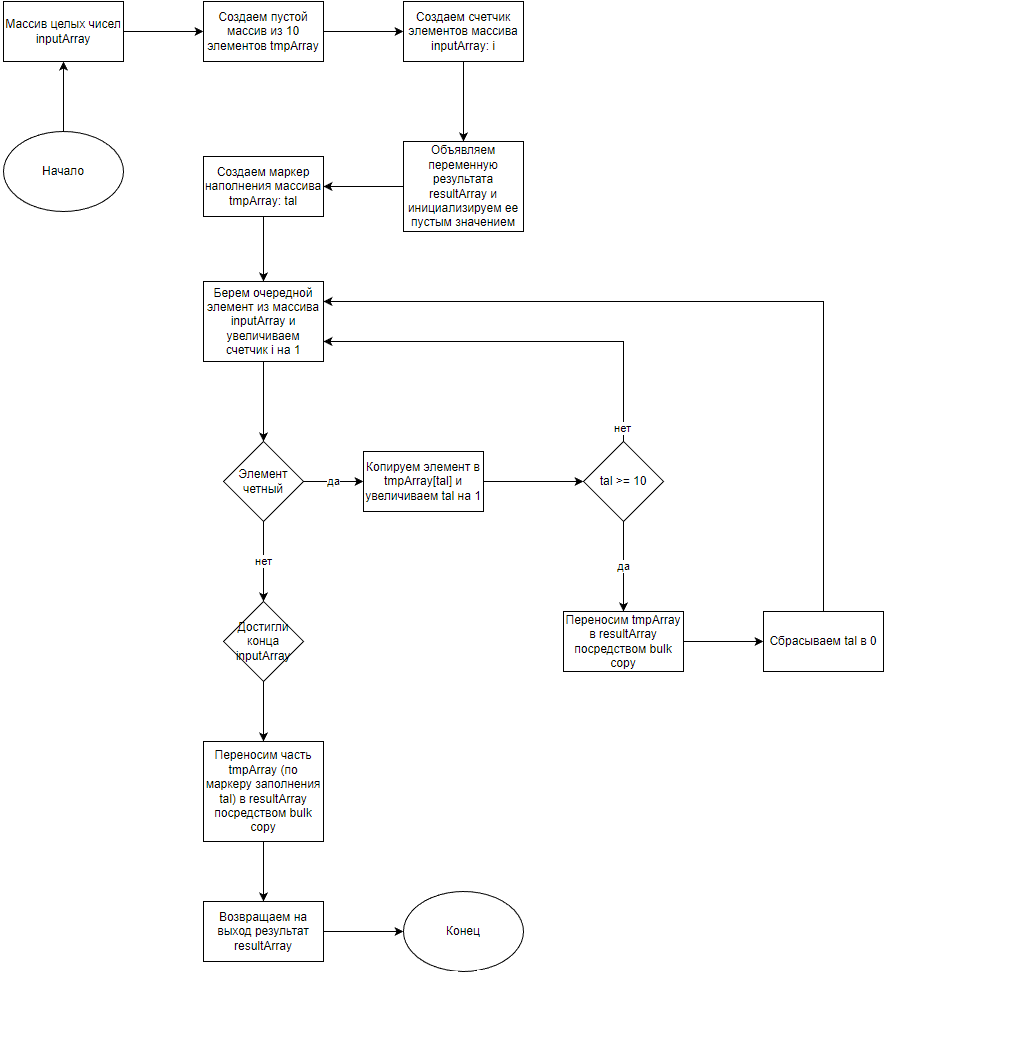 Массив целых чисел
inputArray
Создаем пустой
массив из 10
элементов tmpArray
Создаем счетчик
элементов массива
inputArray: i
Начало
Объявляем
переменную
результата
resultArray и
инициализируем ее
пустым значением
Создаем маркер
наполнения массива
tmpArray: tal
Берем очередной
элемент из массива
inputArray и
увеличиваем
счетчик i на 1
нет
Элемент
четный
да
Копируем элемент в
tmpArray[tal] и
увеличиваем tal на 1
tal >= 10
нет
да
Достигли
конца
inputArray
Переносим tmpArray
в resultArray
посредством bulk
copy
Сбрасываем tal в 0
Переносим часть
tmpArray (по
маркеру заполнения
tal) в resultArray
посредством bulk
copy
Возвращаем на
выход результат
resultArray
Конец